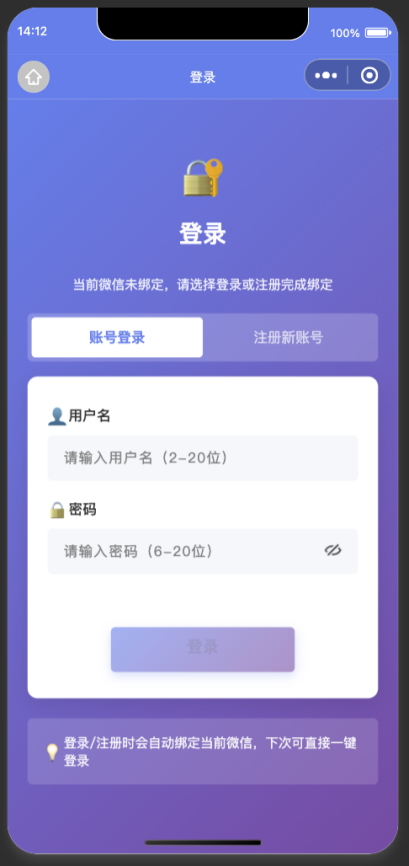 14:12
100%
登录
登录
当前微信未绑定，请选择登录或注册完成绑定
账号登录
注册新账号
用户名
请输入用户名（2-20位）
密码
请输入密码（6-20位）
登录
登录/注册时会自动绑定当前微信，下次可直接一键
登录